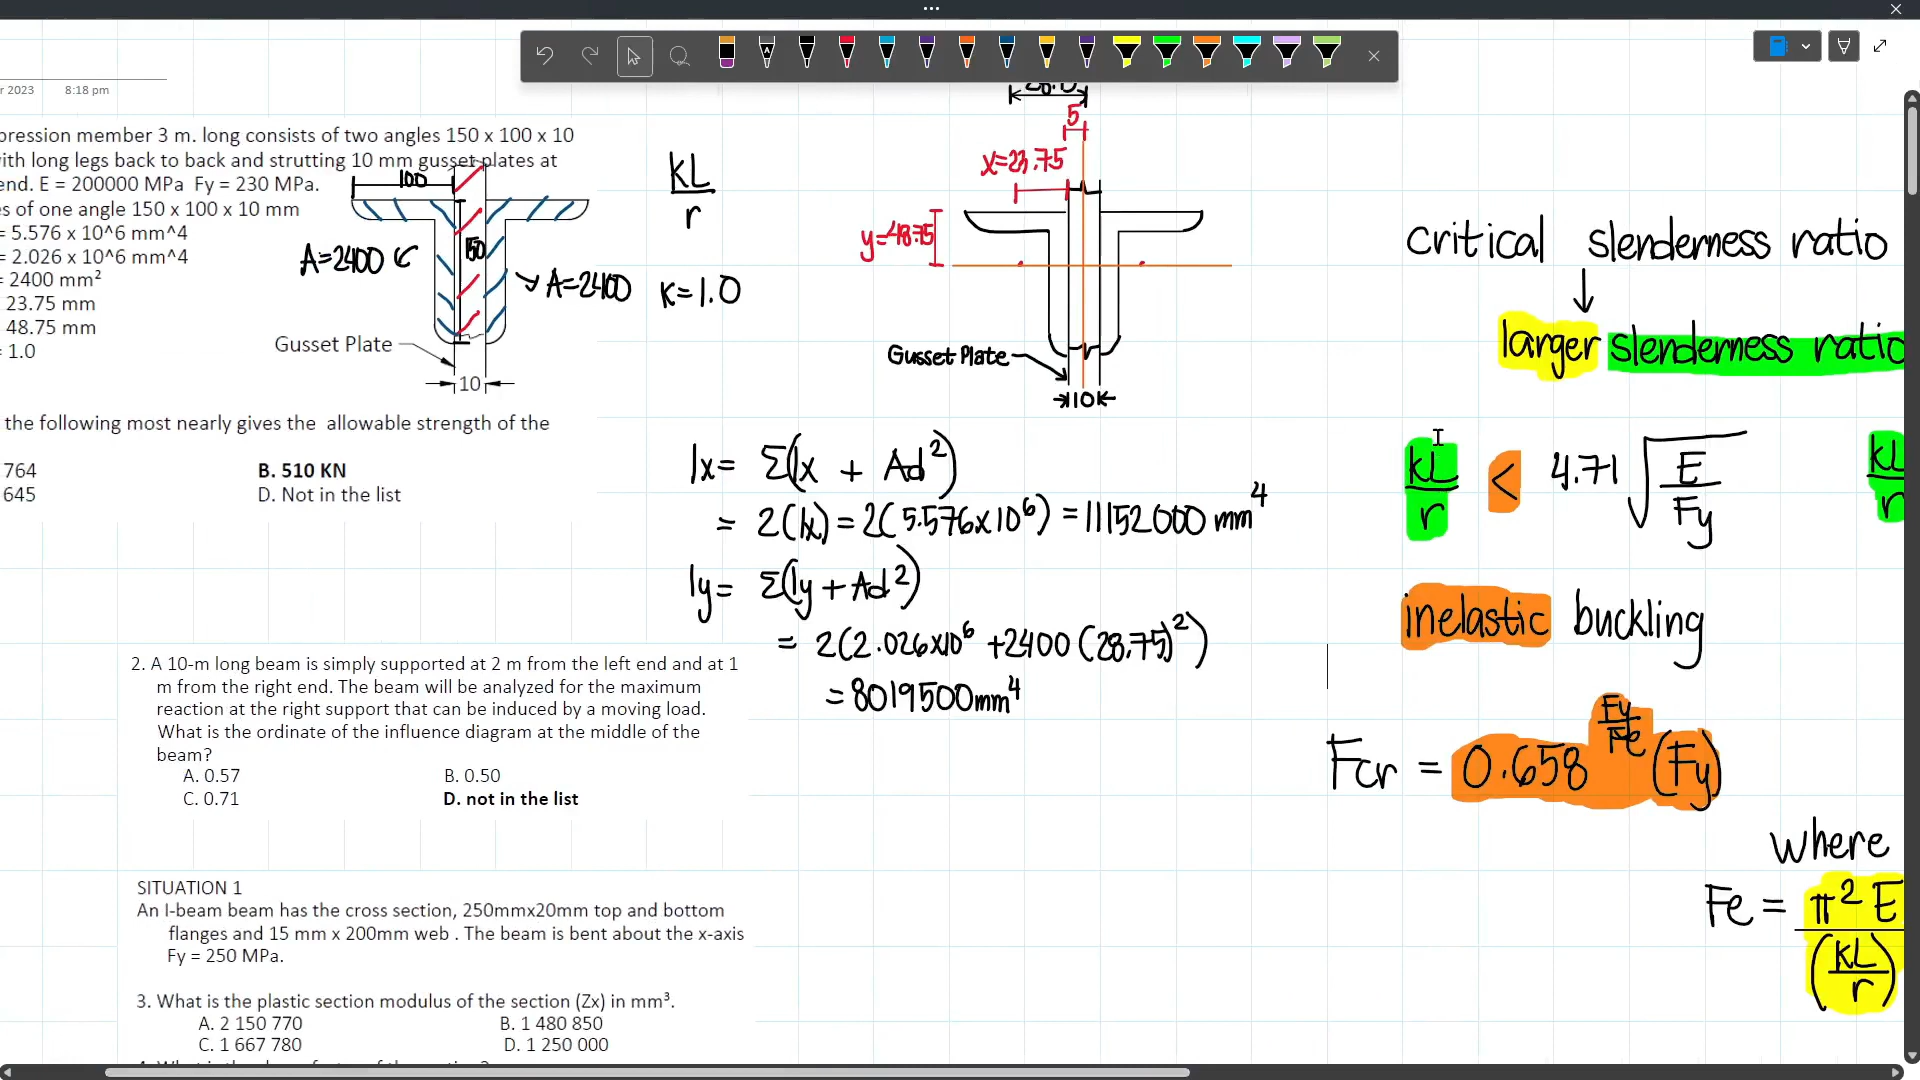 r 2023 8:18 pm
pression member 3 m. long consists of two angles 150 x 100 x 10
ith long legs back to back and strutting 10 mm gusset plates at
end. E = 200000 MPa Fy = 230 MPa.
es of one angle 150 x 100 x 10 mm
= 5.576 x 10^6 mm^4
= 2.026 x 10^6 mm^4
= 2400 mm²
23.75 mm
48.75 mm
= 1.0
100
150
A=2400
A=2400
Gusset Plate
10
the following most nearly gives the allowable strength of the
764 B. 510 KN
645 D. Not in the list
kL
r
K=1.0
5
x=23.75
y=48.75
Gusset Plate
10
Ix = Σ(Ix + Ad²)
= 2(Ix) = 2(5.576x10⁶) = 11152000 mm⁴
Iy = Σ(Iy + Ad²)
= 2(2.026x10⁶ + 2400 (28.75)²)
= 8019500mm⁴
critical slenderness ratio
↓
larger slenderness ratio
kL
r
< 4.71 √
E
Fy
kL
r
inelastic buckling
Fcr = 0.658^(Fy/Fe) (Fy)
where
Fe = π² E
(kL
r)
2. A 10-m long beam is simply supported at 2 m from the left end and at 1
m from the right end. The beam will be analyzed for the maximum
reaction at the right support that can be induced by a moving load.
What is the ordinate of the influence diagram at the middle of the
beam?
A. 0.57 B. 0.50
C. 0.71 D. not in the list
SITUATION 1
An I-beam beam has the cross section, 250mmx20mm top and bottom
flanges and 15 mm x 200mm web . The beam is bent about the x-axis
Fy = 250 MPa.
3. What is the plastic section modulus of the section (Zx) in mm³.
A. 2 150 770 B. 1 480 850
C. 1 667 780 D. 1 250 000